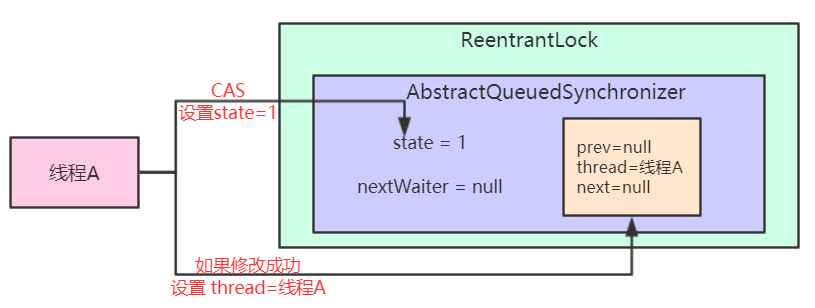 ReentrantLock
AbstractQueuedSynchronizer
CAS
设置state=1
state = 1
nextWaiter = null
prev=null
thread=线程A
next=null
线程A
如果修改成功
设置 thread=线程A